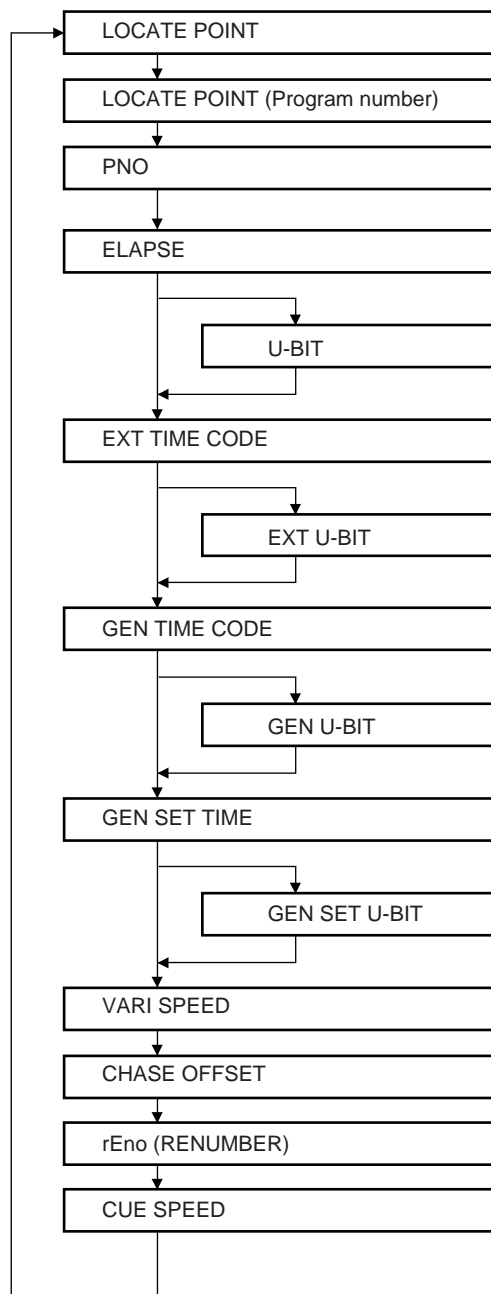 LOCATE POINT
LOCATE POINT (Program number)
PNO
ELAPSE
U-BIT
EXT TIME CODE
EXT U-BIT
GEN TIME CODE
GEN U-BIT
GEN SET TIME
GEN SET U-BIT
VARI SPEED
CHASE OFFSET
rEno (RENUMBER)
CUE SPEED